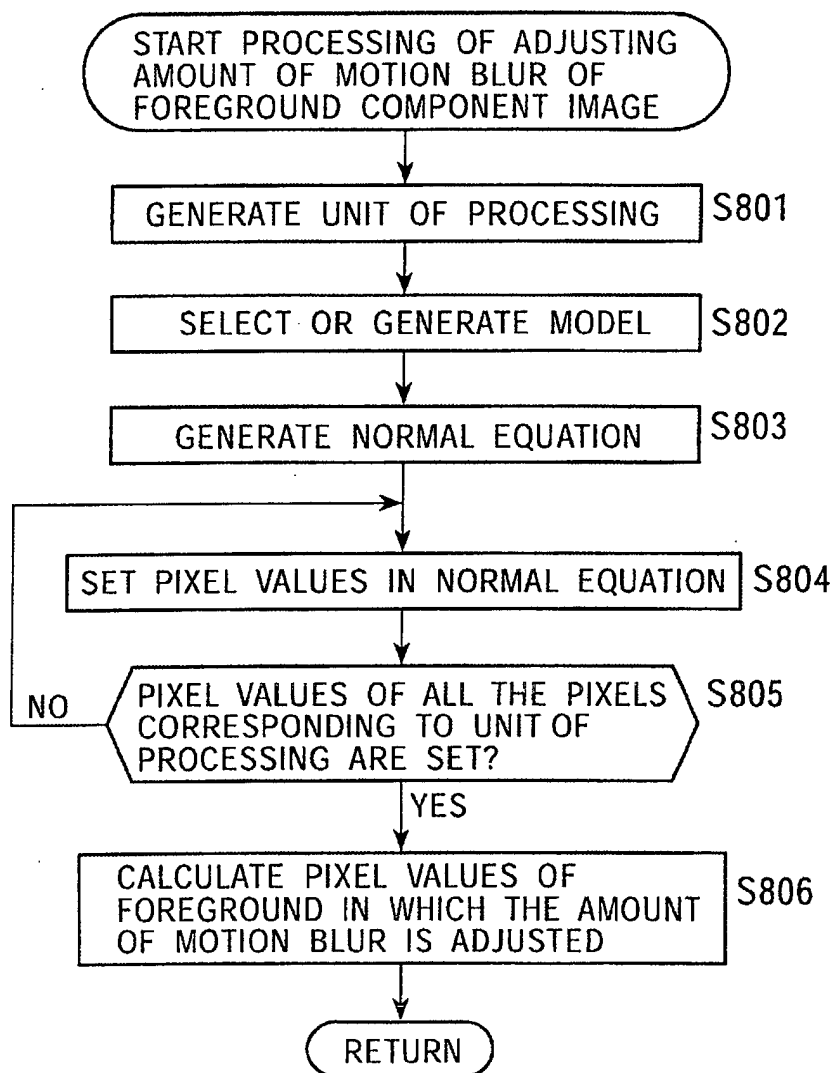 START PROCESSING OF ADJUSTING
AMOUNT OF MOTION BLUR OF
FOREGROUND COMPONENT IMAGE
GENERATE UNIT OF PROCESSING
S801
SELECT OR GENERATE MODEL
S802
GENERATE NORMAL EQUATION
S803
SET PIXEL VALUES IN NORMAL EQUATION
S804
PIXEL VALUES OF ALL THE PIXELS
CORRESPONDING TO UNIT OF
PROCESSING ARE SET?
S805
NO
YES
CALCULATE PIXEL VALUES OF
FOREGROUND IN WHICH THE AMOUNT
OF MOTION BLUR IS ADJUSTED
S806
RETURN